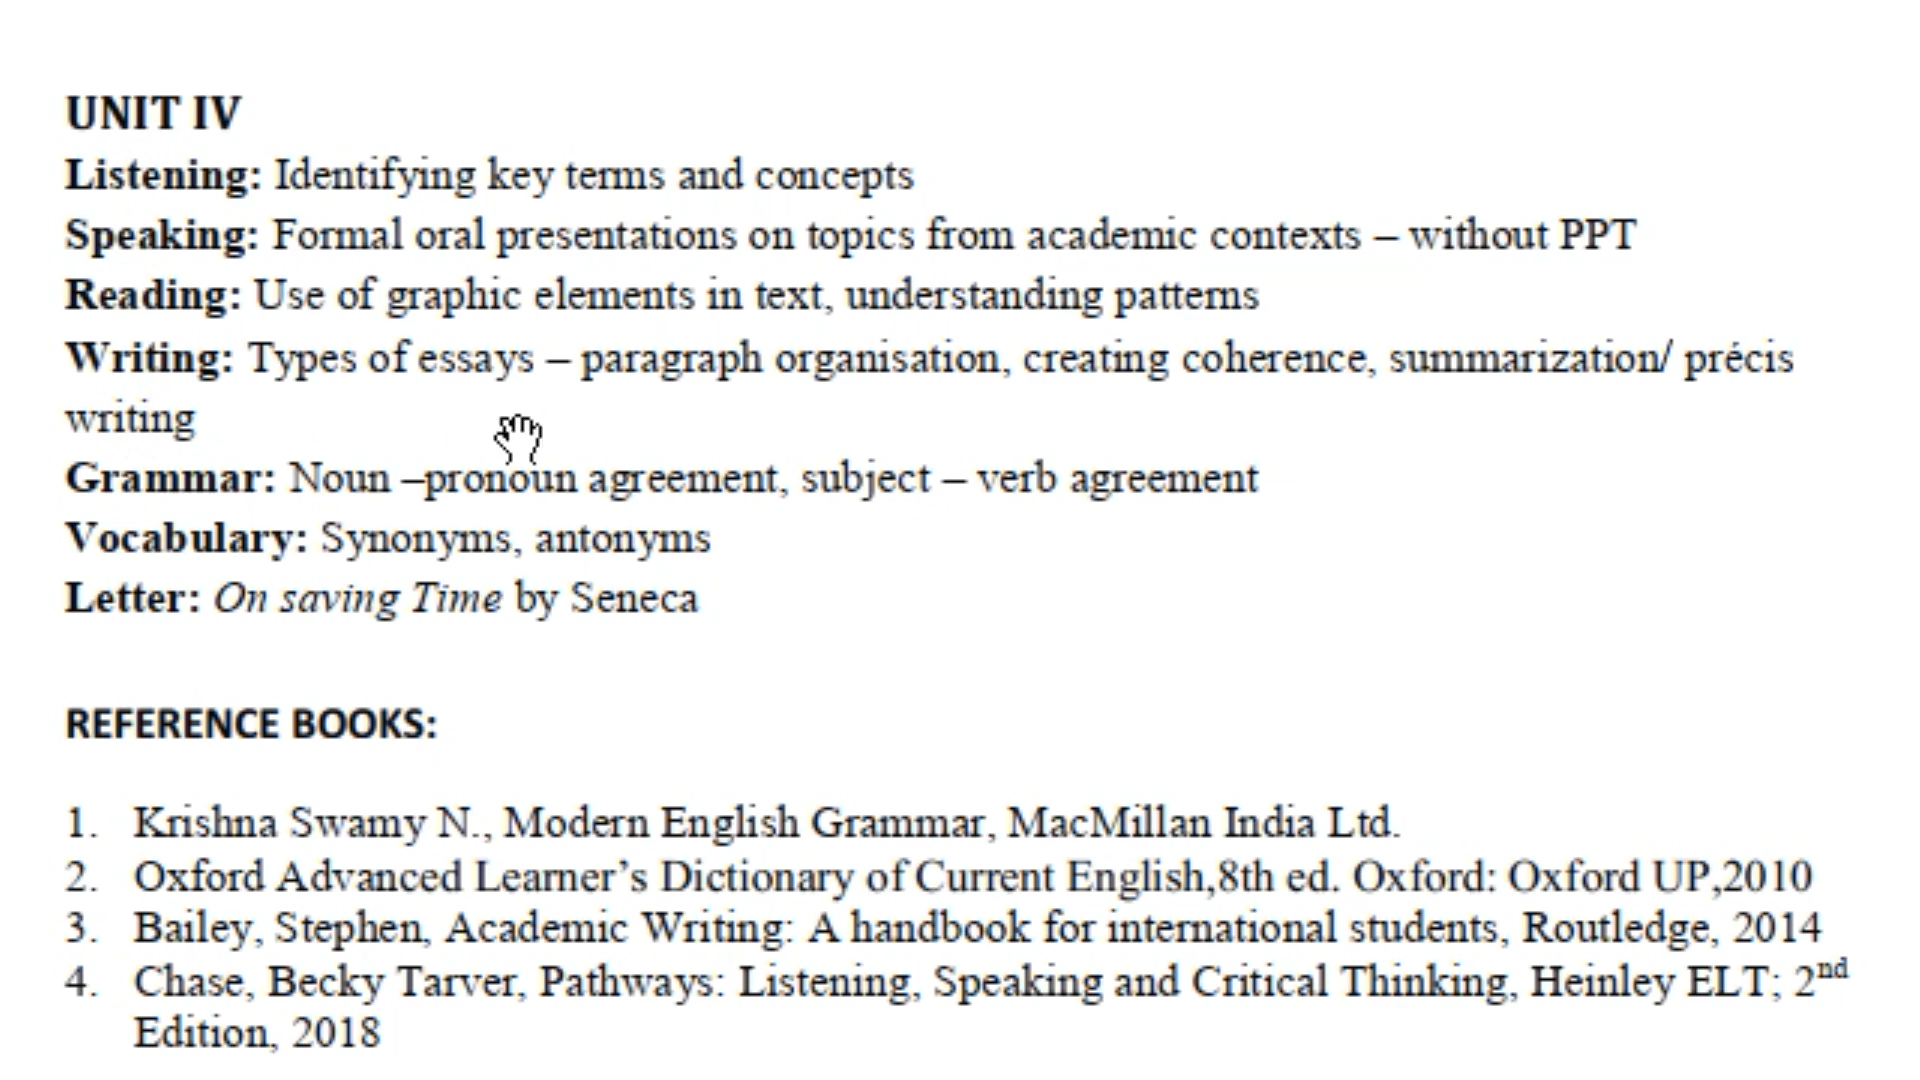 UNIT IV
Listening: Identifying key terms and concepts
Speaking: Formal oral presentations on topics from academic contexts – without PPT
Reading: Use of graphic elements in text, understanding patterns
Writing: Types of essays – paragraph organisation, creating coherence, summarization/ précis
writing
Grammar: Noun –pronoun agreement, subject – verb agreement
Vocabulary: Synonyms, antonyms
Letter: On saving Time by Seneca
REFERENCE BOOKS:
1. Krishna Swamy N., Modern English Grammar, MacMillan India Ltd.
2. Oxford Advanced Learner’s Dictionary of Current English,8th ed. Oxford: Oxford UP,2010
3. Bailey, Stephen, Academic Writing: A handbook for international students, Routledge, 2014
4. Chase, Becky Tarver, Pathways: Listening, Speaking and Critical Thinking, Heinley ELT; 2nd
Edition, 2018